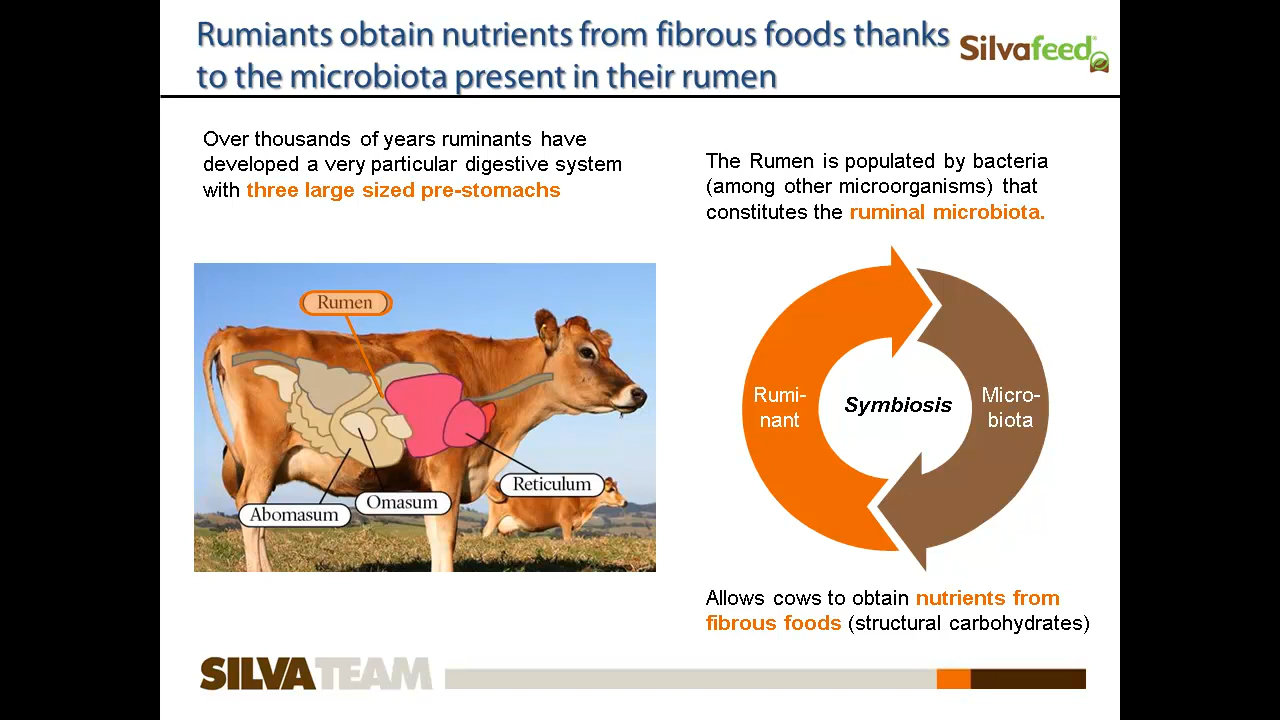 Rumiants obtain nutrients from fibrous foods thanks
to the microbiota present in their rumen
Silvafeed®
Over thousands of years ruminants have
developed a very particular digestive system
with three large sized pre-stomachs
The Rumen is populated by bacteria
(among other microorganisms) that
constitutes the ruminal microbiota.
Rumen
Reticulum
Omasum
Abomasum
Rumi-
nant
Symbiosis
Micro-
biota
Allows cows to obtain nutrients from
fibrous foods (structural carbohydrates)
SILVATEAM